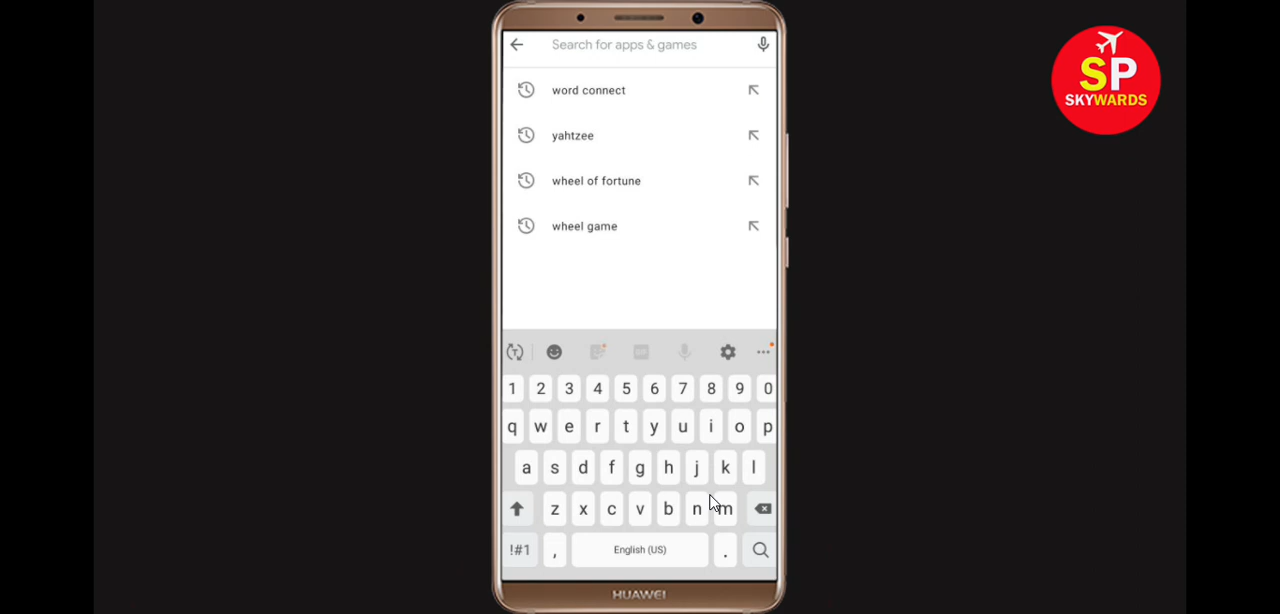 Search for apps & games
word connect
yahtzee
wheel of fortune
wheel game
SP
SKYWARDS
1 2 3 4 5 6 7 8 9 0
q w e r t y u i o p
a s d f g h j k l
z x c v b n m
!#1 , English (US) .
HUAWEI